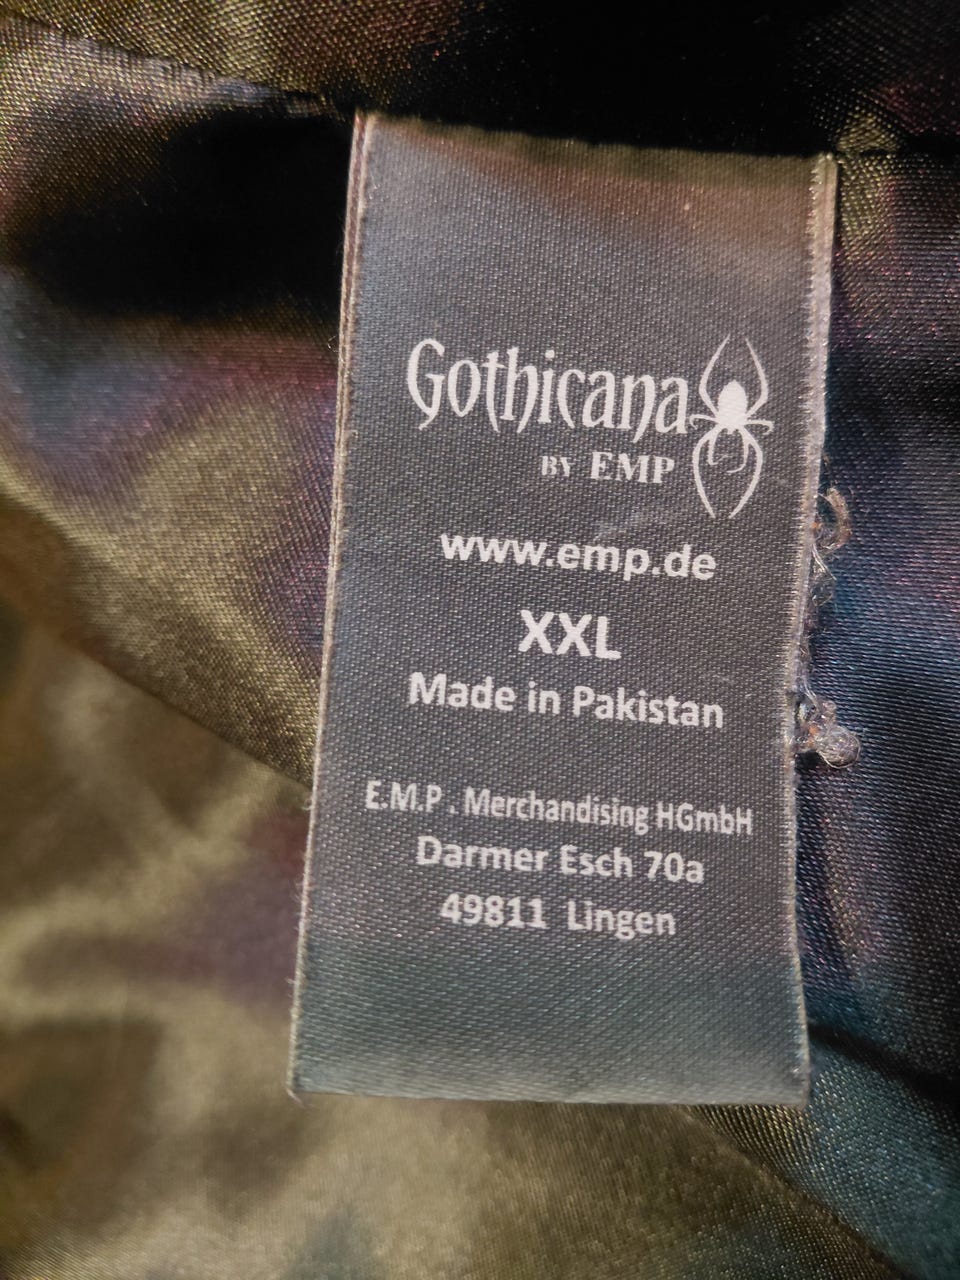 Gothicana
BY EMP
www.emp.de
XXL
Made in Pakistan
E.M.P. Merchandising HGmbH
Darmer Esch 70a
49811 Lingen